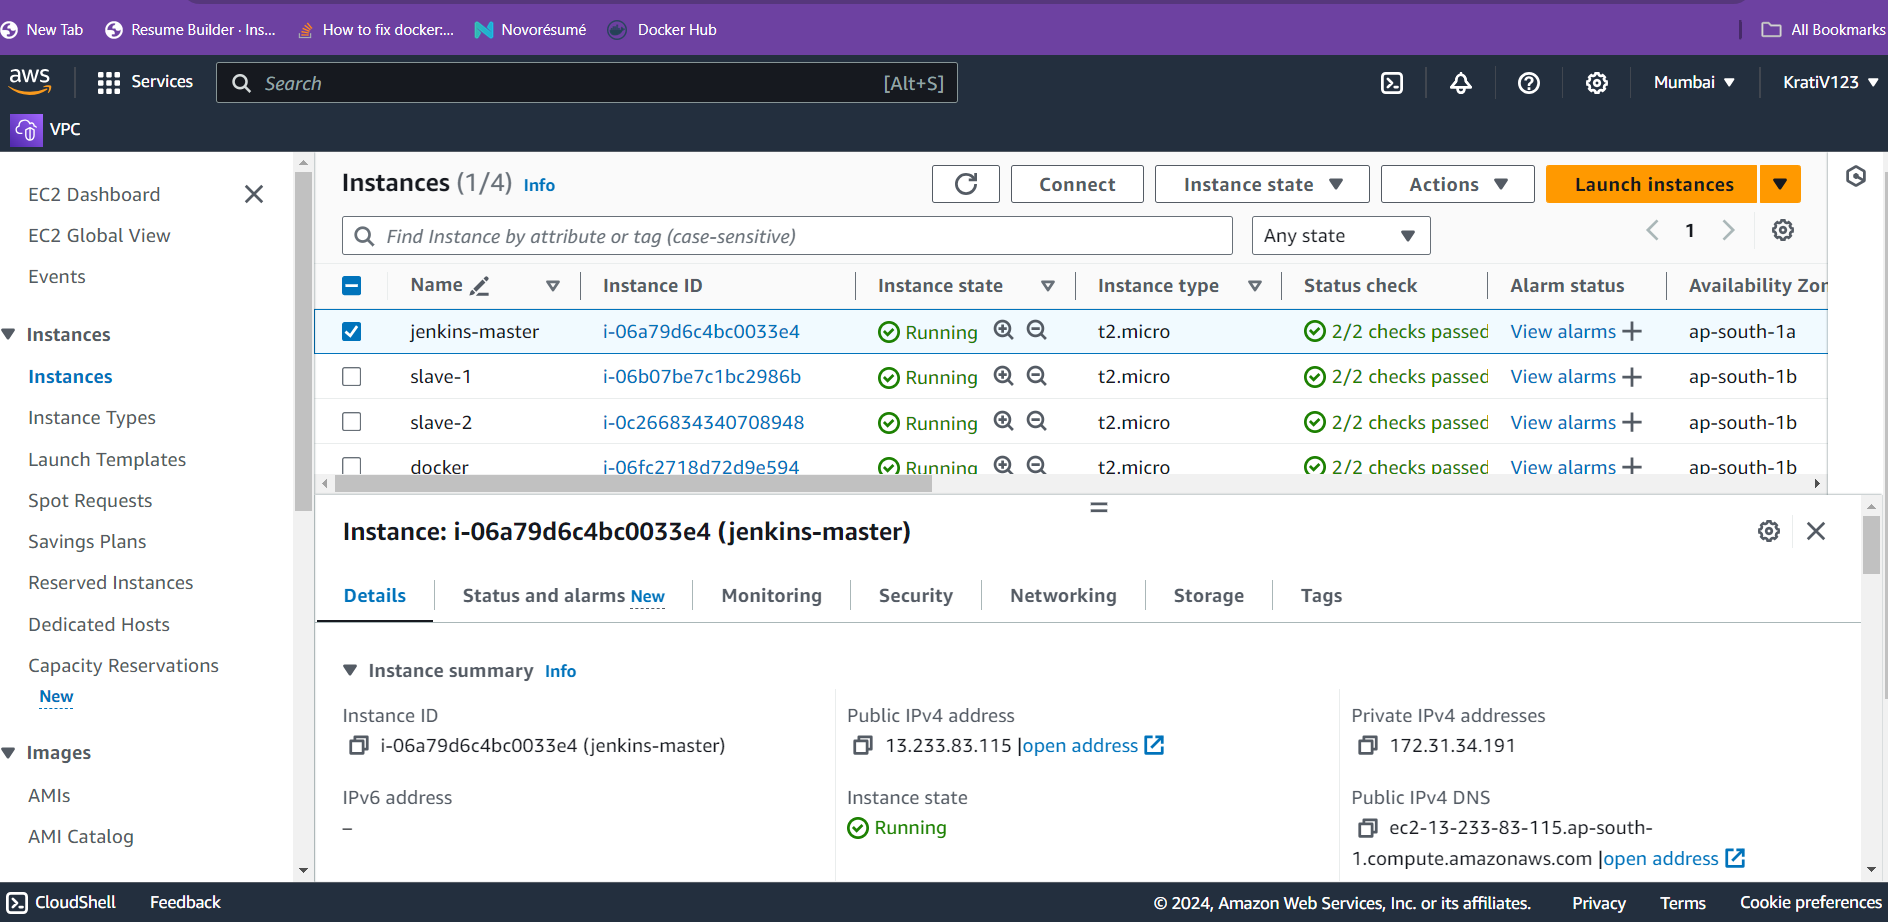 New Tab Resume Builder · Ins... How to fix docker:... Novorésumé Docker Hub All Bookmarks
aws Services Search [Alt+S] Mumbai KratiV123
VPC
EC2 Dashboard
EC2 Global View
Events
Instances
Instances
Instance Types
Launch Templates
Spot Requests
Savings Plans
Reserved Instances
Dedicated Hosts
Capacity Reservations
New
Images
AMIs
AMI Catalog
Instances (1/4) Info Connect Instance state Actions Launch instances
Find Instance by attribute or tag (case-sensitive) Any state 1
Name Instance ID Instance state Instance type Status check Alarm status Availability Zon
jenkins-master i-06a79d6c4bc0033e4 Running t2.micro 2/2 checks passed View alarms + ap-south-1a
slave-1 i-06b07be7c1bc2986b Running t2.micro 2/2 checks passed View alarms + ap-south-1b
slave-2 i-0c266834340708948 Running t2.micro 2/2 checks passed View alarms + ap-south-1b
docker i-06fc2718d72d9e594 Running t2.micro 2/2 checks passed View alarms + ap-south-1b
Instance: i-06a79d6c4bc0033e4 (jenkins-master)
Details Status and alarms New Monitoring Security Networking Storage Tags
Instance summary Info
Instance ID
i-06a79d6c4bc0033e4 (jenkins-master)
Public IPv4 address
13.233.83.115 |open address
Private IPv4 addresses
172.31.34.191
IPv6 address
–
Instance state
Running
Public IPv4 DNS
ec2-13-233-83-115.ap-south-
1.compute.amazonaws.com |open address
CloudShell Feedback © 2024, Amazon Web Services, Inc. or its affiliates. Privacy Terms Cookie preferences